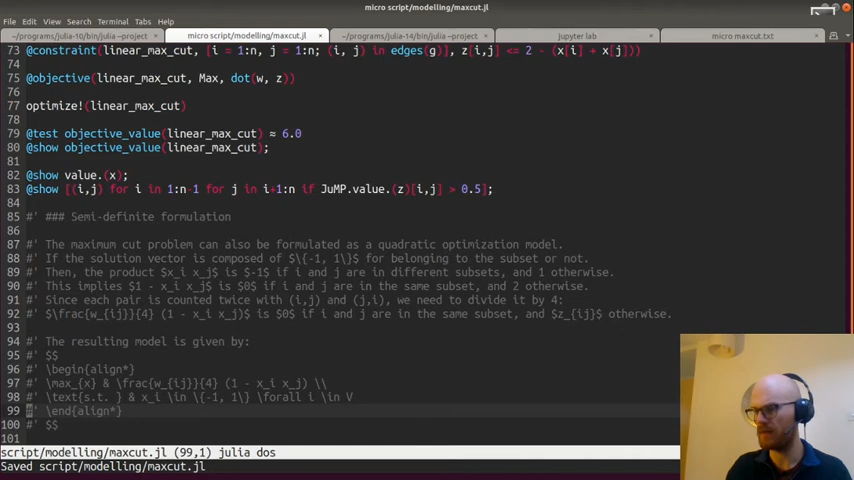 micro script/modelling/maxcut.jl
File Edit View Search Terminal Tabs Help
~/programs/julia-10/bin/julia --project × micro script/modelling/maxcut.jl × ~/programs/julia-14/bin/julia --project × jupyter lab × micro maxcut.txt ×
73 @constraint(linear_max_cut, [i = 1:n, j = 1:n; (i, j) in edges(g)], z[i,j] <= 2 - (x[i] + x[j]))
74
75 @objective(linear_max_cut, Max, dot(w, z))
76
77 optimize!(linear_max_cut)
78
79 @test objective_value(linear_max_cut) ≈ 6.0
80 @show objective_value(linear_max_cut);
81
82 @show value.(x);
83 @show [(i,j) for i in 1:n-1 for j in i+1:n if JuMP.value.(z)[i,j] > 0.5];
84
85 #' ### Semi-definite formulation
86
87 #' The maximum cut problem can also be formulated as a quadratic optimization model.
88 #' If the solution vector is composed of $\{-1, 1\}$ for belonging to the subset or not.
89 #' Then, the product $x_i x_j$ is $-1$ if i and j are in different subsets, and 1 otherwise.
90 #' This implies $1 - x_i x_j$ is $0$ if i and j are in the same subset, and 2 otherwise.
91 #' Since each pair is counted twice with (i,j) and (j,i), we need to divide it by 4:
92 #' $\frac{w_{ij}}{4} (1 - x_i x_j)$ is $0$ if i and j are in the same subset, and $z_{ij}$ otherwise.
93
94 #' The resulting model is given by:
95 #' $$
96 #' \begin{align*}
97 #' \max_{x} & \frac{w_{ij}}{4} (1 - x_i x_j) \\
98 #' \text{s.t. } & x_i \in \{-1, 1\} \forall i \in V
99 #' \end{align*}
100 #' $$
101
script/modelling/maxcut.jl (99,1) julia dos
Saved script/modelling/maxcut.jl